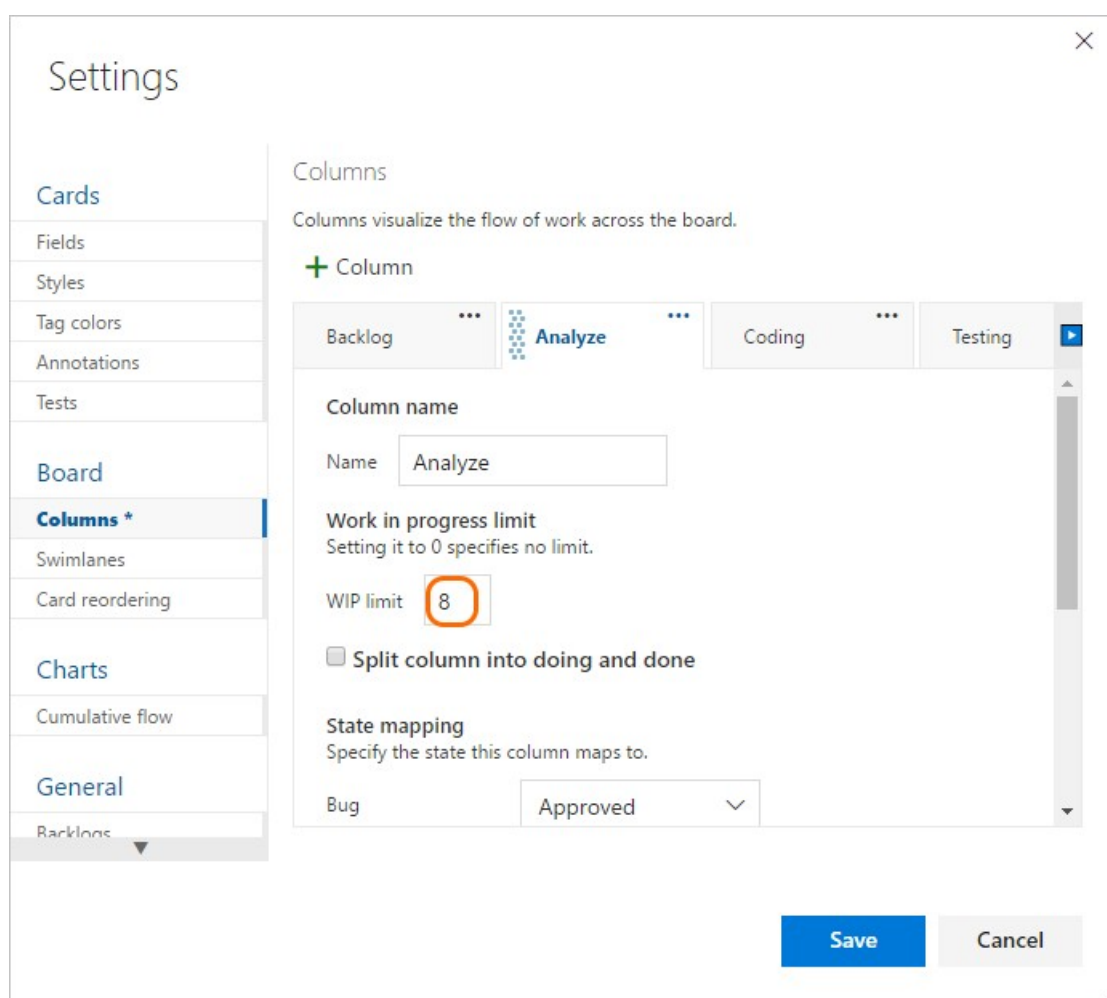 Settings
Cards
Fields
Styles
Tag colors
Annotations
Tests
Board
Columns *
Swimlanes
Card reordering
Charts
Cumulative flow
General
Backlogs
Columns
Columns visualize the flow of work across the board.
+ Column
Backlog ... Analyze ... Coding ... Testing
Column name
Name Analyze
Work in progress limit
Setting it to 0 specifies no limit.
WIP limit 8
Split column into doing and done
State mapping
Specify the state this column maps to.
Bug Approved
Save Cancel